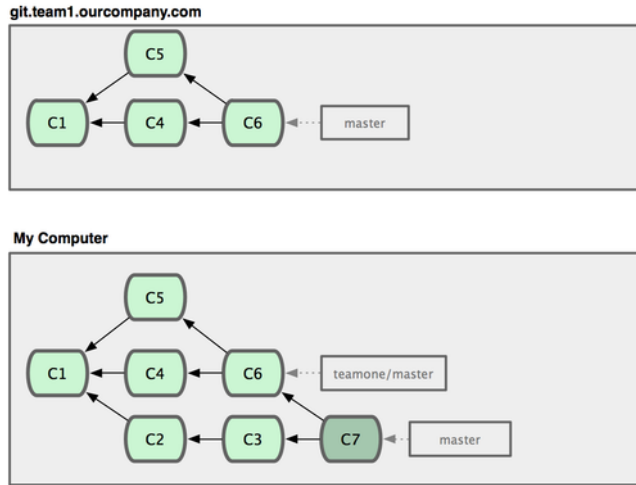 git.team1.ourcompany.com
C5
C1
C4
C6
master
My Computer
C5
C1
C4
C6
teamone/master
C2
C3
C7
master